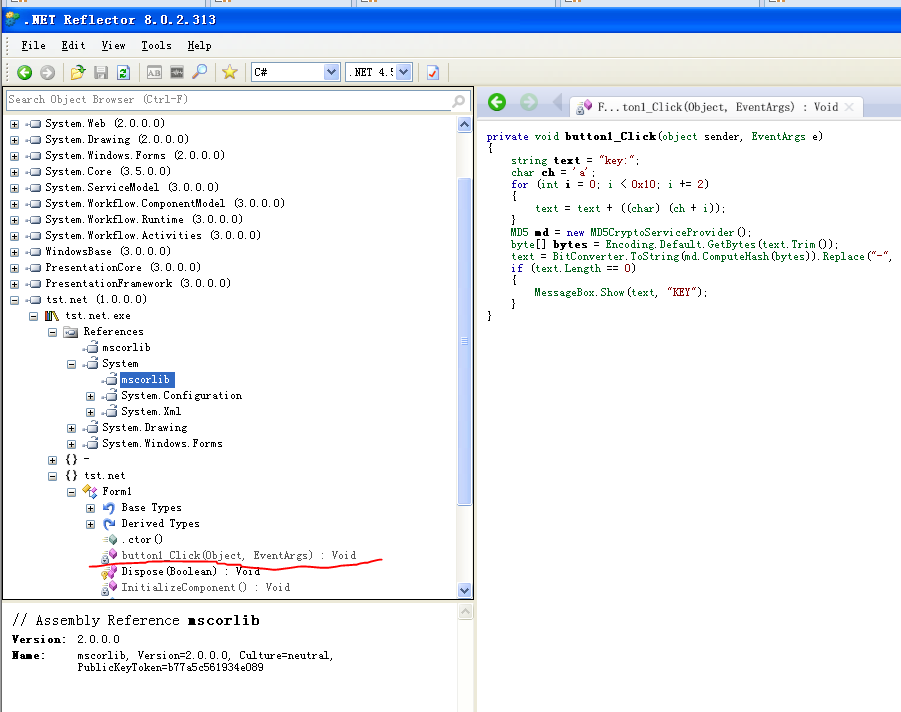 .NET Reflector 8.0.2.313
File Edit View Tools Help
C# .NET 4.5
Search Object Browser (Ctrl-F)
System.Web (2.0.0.0)
System.Drawing (2.0.0.0)
System.Windows.Forms (2.0.0.0)
System.Core (3.5.0.0)
System.ServiceModel (3.0.0.0)
System.Workflow.ComponentModel (3.0.0.0)
System.Workflow.Runtime (3.0.0.0)
System.Workflow.Activities (3.0.0.0)
WindowsBase (3.0.0.0)
PresentationCore (3.0.0.0)
PresentationFramework (3.0.0.0)
tst.net (1.0.0.0)
tst.net.exe
References
mscorlib
System
mscorlib
System.Configuration
System.Xml
System.Drawing
System.Windows.Forms
{} -
{} tst.net
Form1
Base Types
Derived Types
.ctor()
button1_Click(Object, EventArgs) : Void
Dispose(Boolean) : Void
InitializeComponent() : Void
// Assembly Reference mscorlib
Version: 2.0.0.0
Name: mscorlib, Version=2.0.0.0, Culture=neutral,
PublicKeyToken=b77a5c561934e089
F...ton1_Click(Object, EventArgs) : Void
private void button1_Click(object sender, EventArgs e)
{
string text = "key:";
char ch = 'a';
for (int i = 0; i < 0x10; i += 2)
{
text = text + ((char) (ch + i));
}
MD5 md = new MD5CryptoServiceProvider();
byte[] bytes = Encoding.Default.GetBytes(text.Trim());
text = BitConverter.ToString(md.ComputeHash(bytes)).Replace("-",
if (text.Length == 0)
{
MessageBox.Show(text, "KEY");
}
}